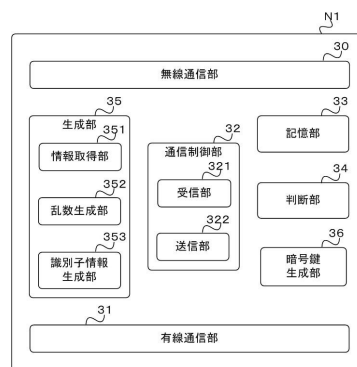 N1
30
無線通信部
35
生成部
351
情報取得部
352
乱数生成部
353
識別子情報
生成部
32
通信制御部
321
受信部
322
送信部
33
記憶部
34
判断部
36
暗号鍵
生成部
31
有線通信部